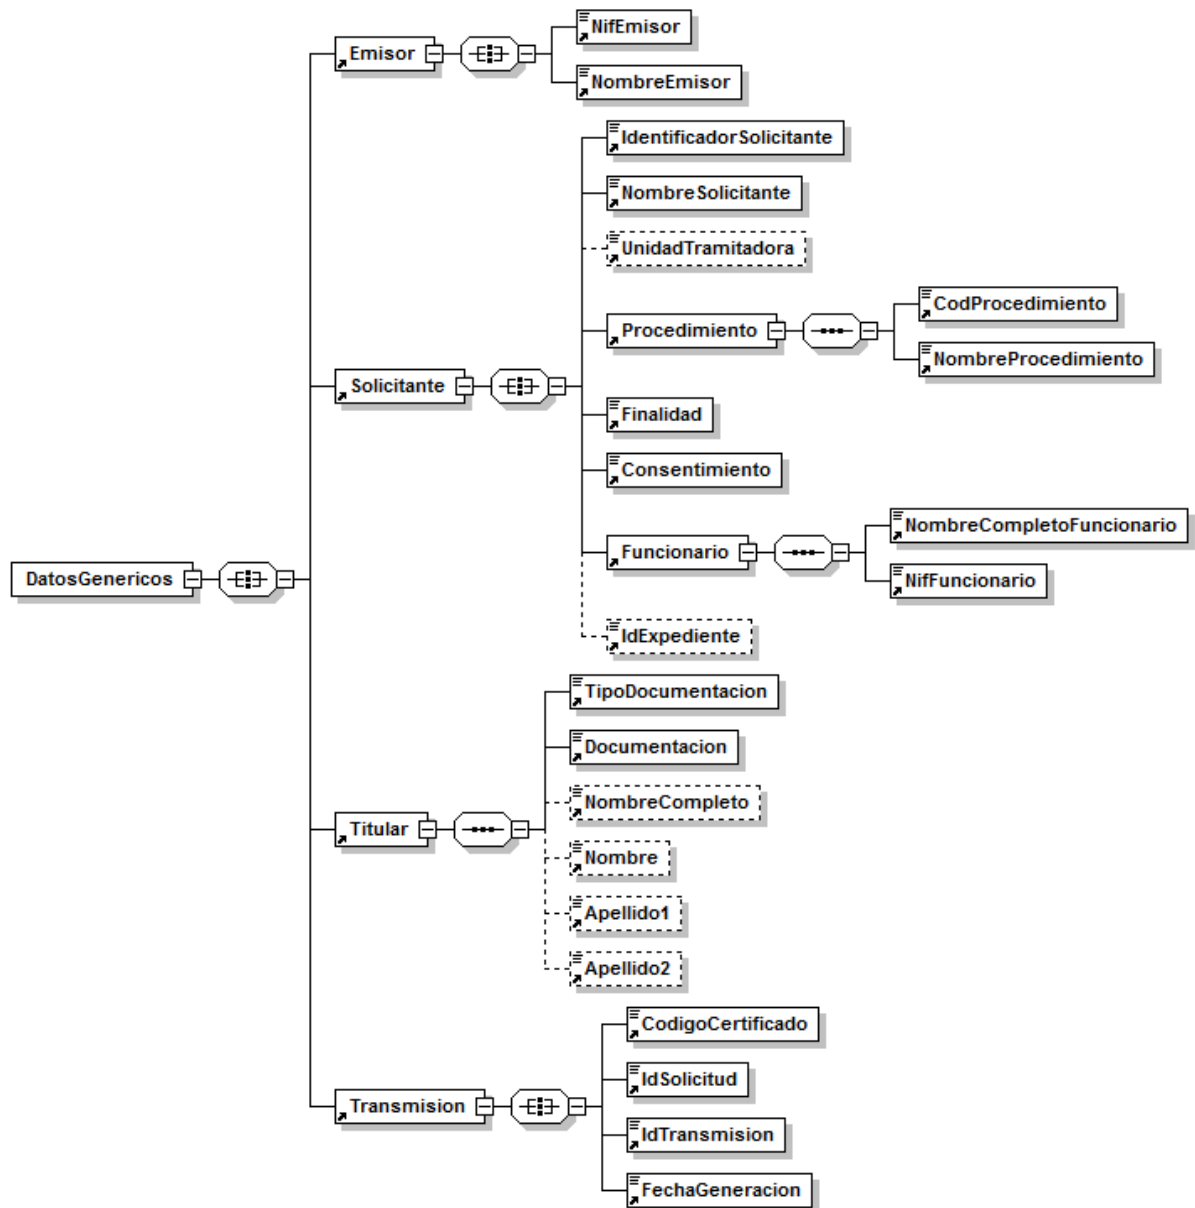 NifEmisor
Emisor
NombreEmisor
IdentificadorSolicitante
NombreSolicitante
UnidadTramitadora
CodProcedimiento
Procedimiento
NombreProcedimiento
Solicitante
Finalidad
Consentimiento
NombreCompletoFuncionario
Funcionario
DatosGenericos
NifFuncionario
IdExpediente
TipoDocumentacion
Documentacion
NombreCompleto
Titular
Nombre
Apellido1
Apellido2
CodigoCertificado
IdSolicitud
Transmision
IdTransmision
FechaGeneracion